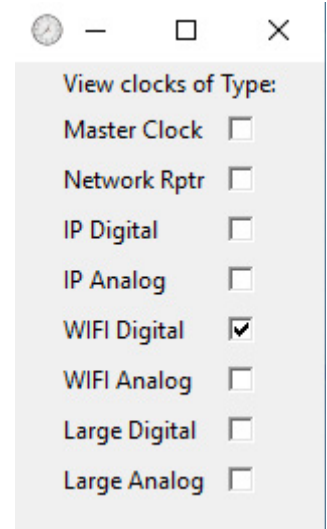 View clocks of Type:
Master Clock
Network Rptr
IP Digital
IP Analog
WIFI Digital
WIFI Analog
Large Digital
Large Analog